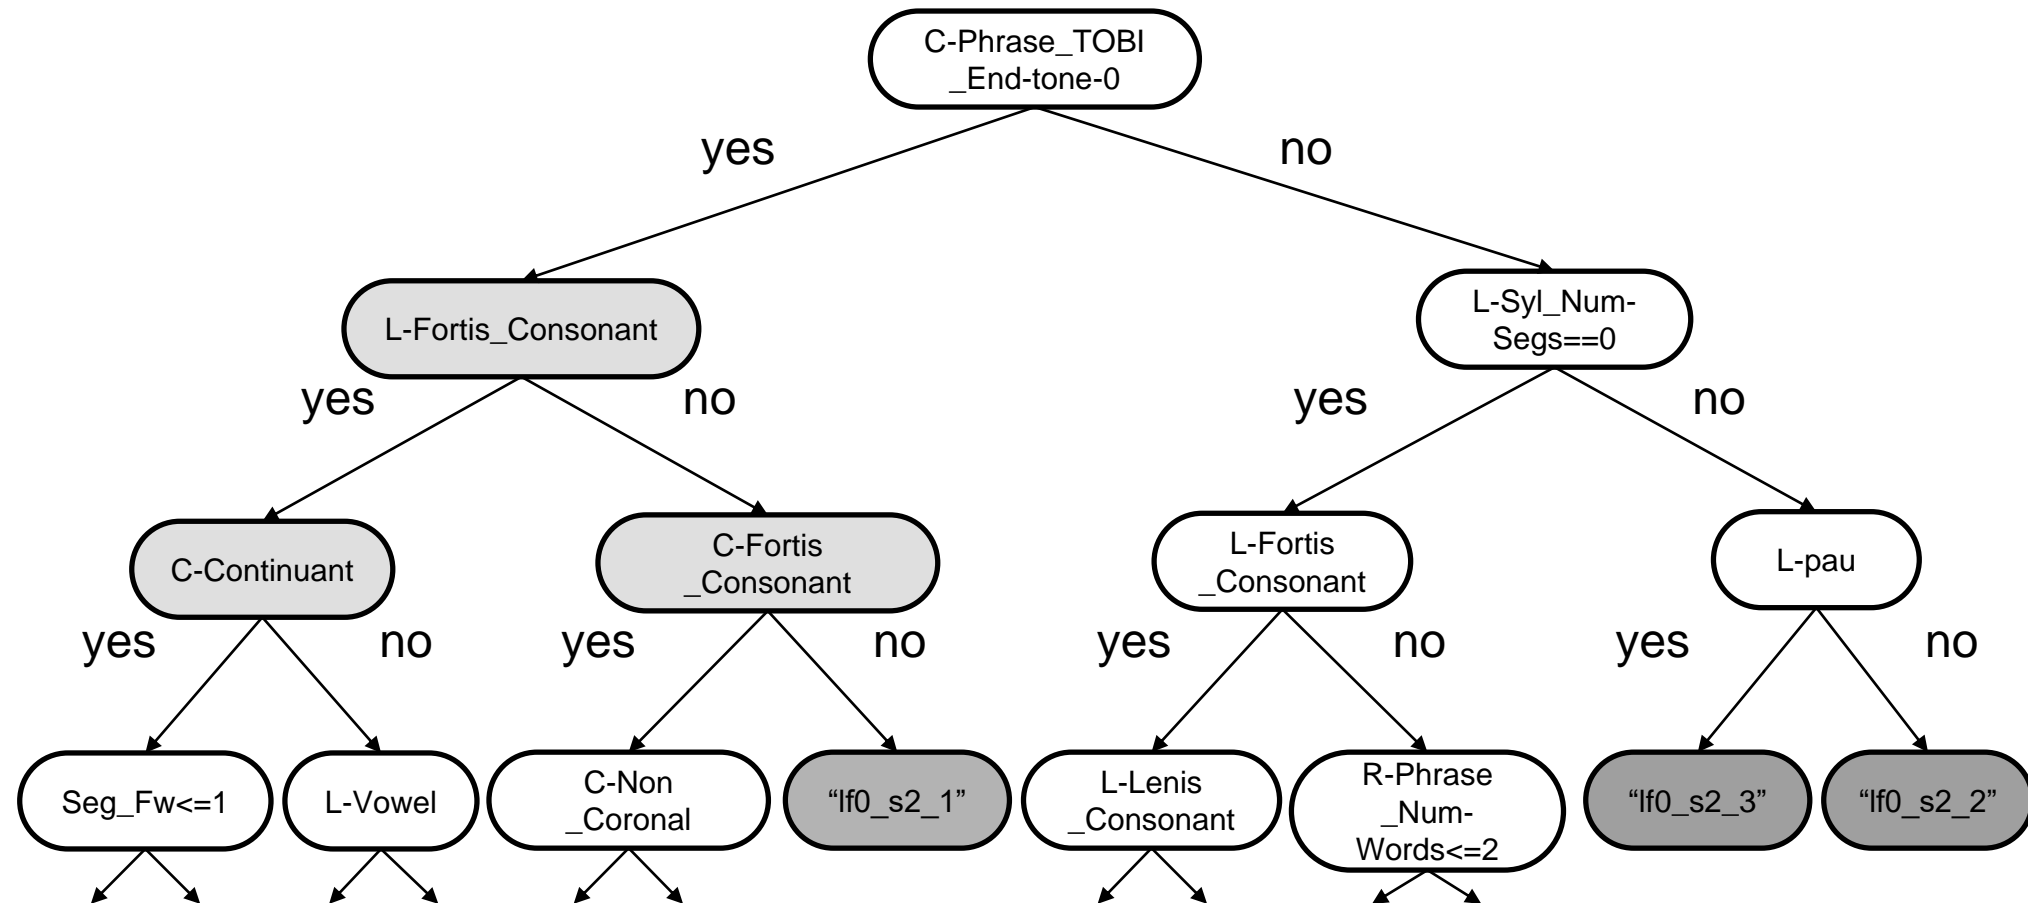 C-Phrase_TOBI
_End-tone-0
yes
no
L-Fortis_Consonant
L-Syl_Num-
Segs==0
yes
no
yes
no
C-Continuant
C-Fortis
_Consonant
L-Fortis
_Consonant
L-pau
yes
no
yes
no
yes
no
yes
no
Seg_Fw<=1
L-Vowel
C-Non
_Coronal
“lf0_s2_1”
L-Lenis
_Consonant
R-Phrase
_Num-
Words<=2
“lf0_s2_3”
“lf0_s2_2”